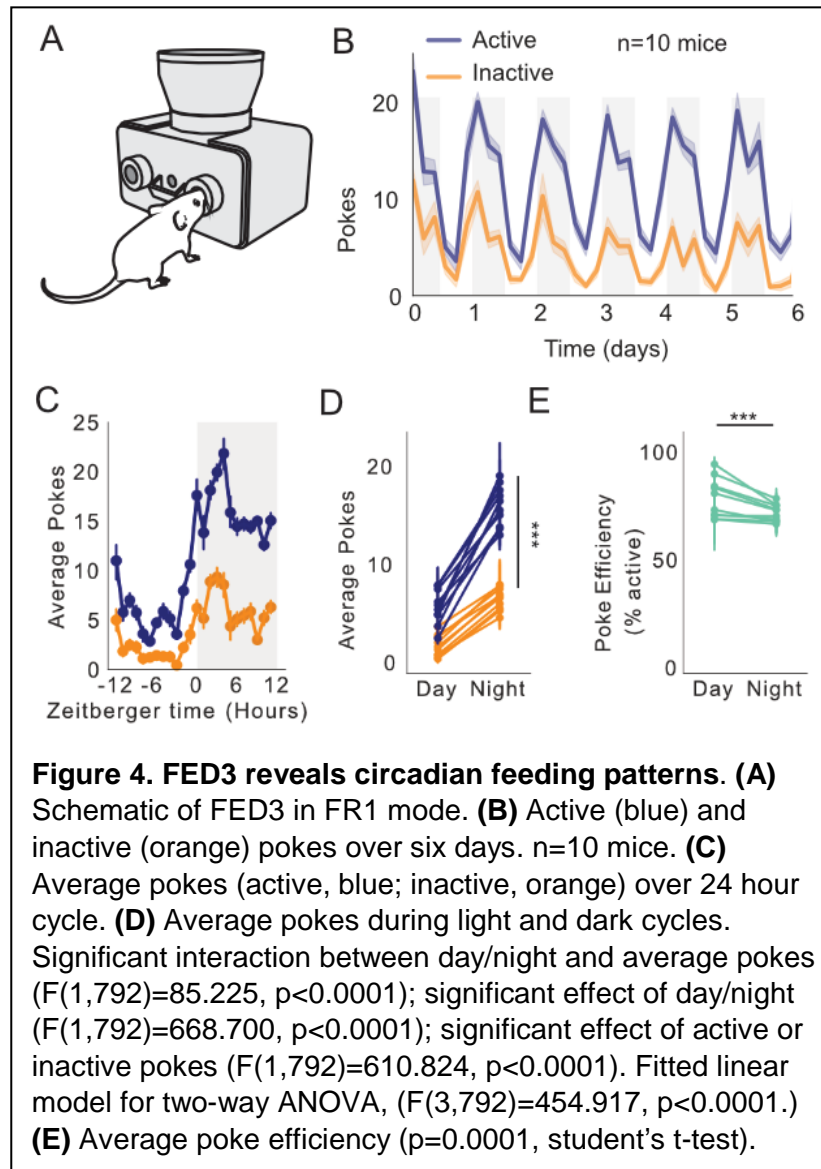 A
B
Active
Inactive
n=10 mice
20
10
0
Pokes
0 1 2 3 4 5 6
Time (days)
C
25
20
15
10
5
0
Average Pokes
-12 -6 0 6 12
Zeitberger time (Hours)
D
20
10
0
Average Pokes
***
Day Night
E
***
100
50
0
Poke Efficiency
(% active)
Day Night
Figure 4. FED3 reveals circadian feeding patterns. (A)
Schematic of FED3 in FR1 mode. (B) Active (blue) and
inactive (orange) pokes over six days. n=10 mice. (C)
Average pokes (active, blue; inactive, orange) over 24 hour
cycle. (D) Average pokes during light and dark cycles.
Significant interaction between day/night and average pokes
(F(1,792)=85.225, p<0.0001); significant effect of day/night
(F(1,792)=668.700, p<0.0001); significant effect of active or
inactive pokes (F(1,792)=610.824, p<0.0001). Fitted linear
model for two-way ANOVA, (F(3,792)=454.917, p<0.0001.)
(E) Average poke efficiency (p=0.0001, student’s t-test).